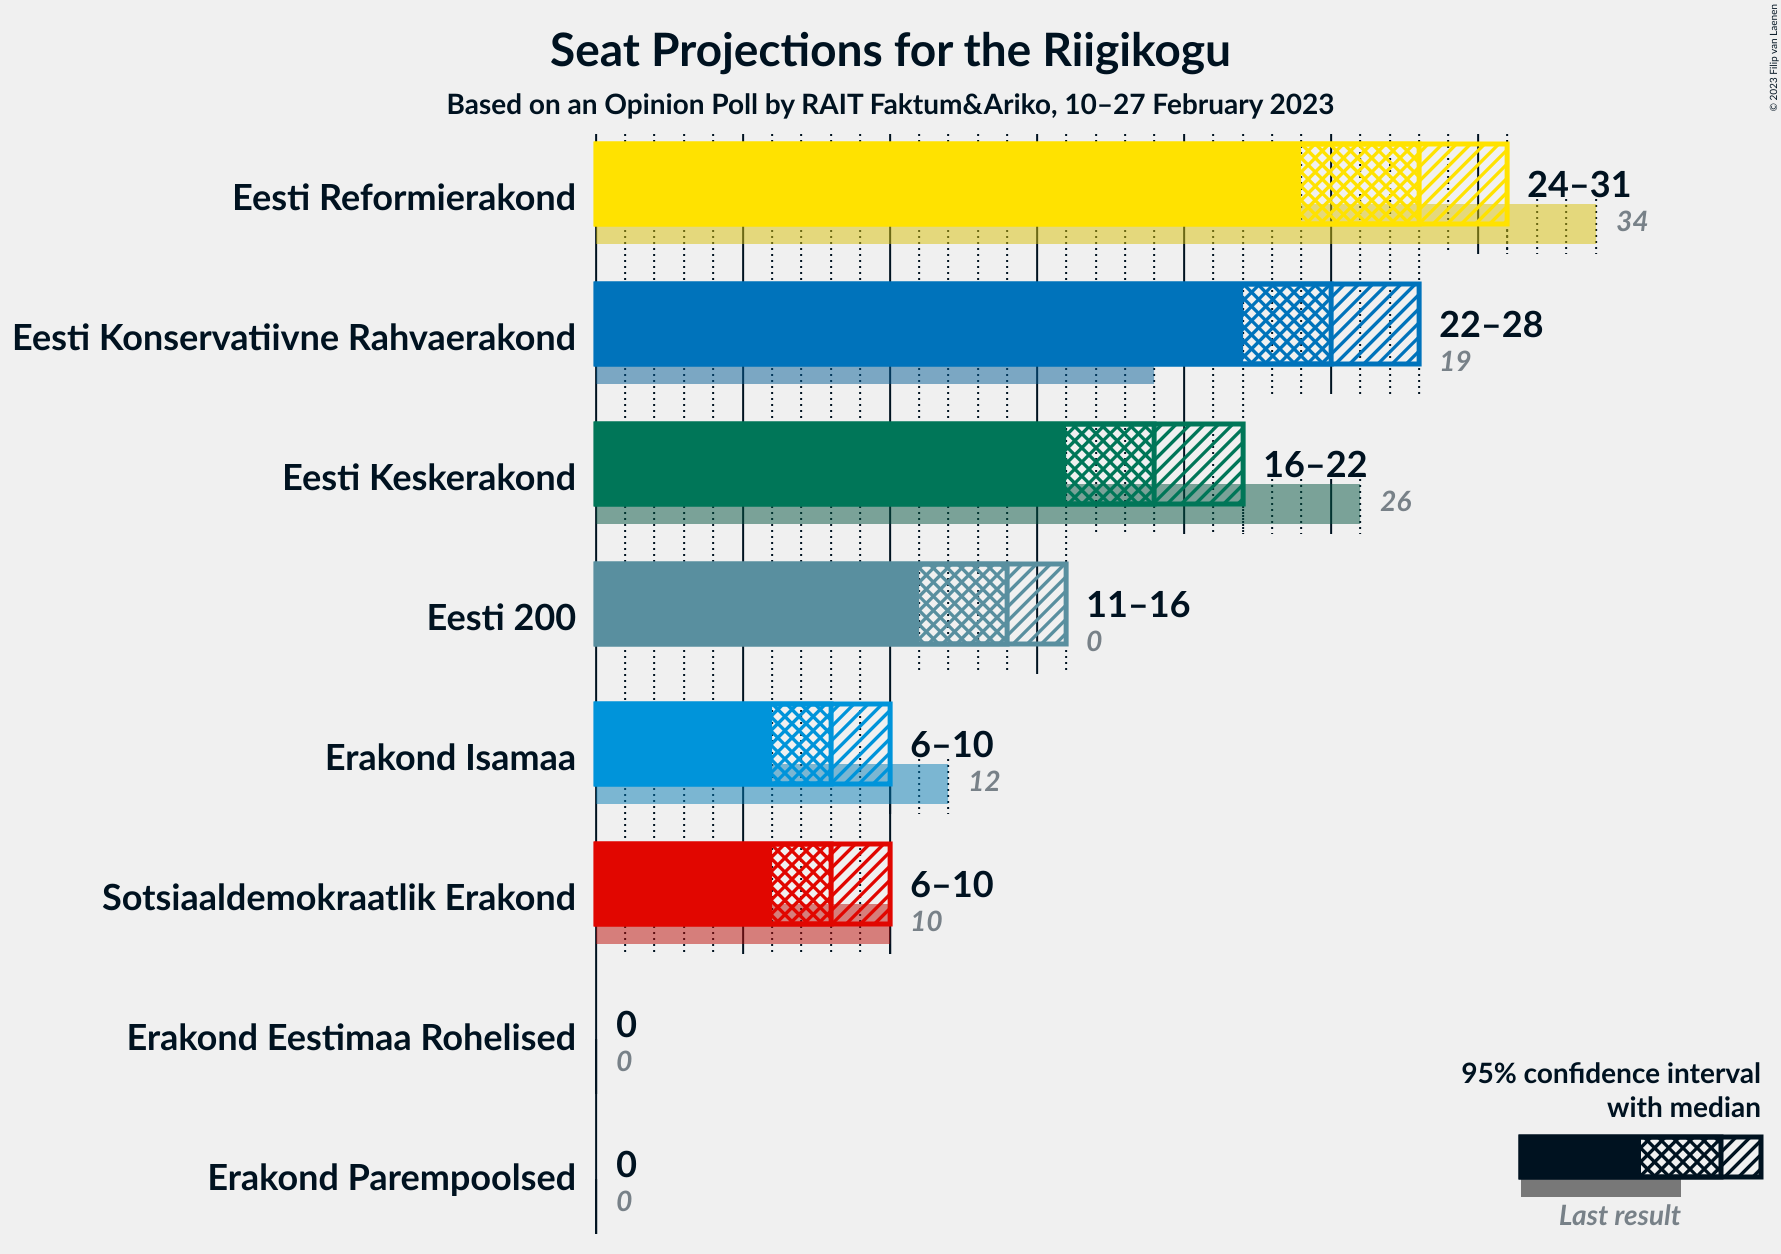 Seat Projections for the Riigikogu
Based on an Opinion Poll by RAIT Faktum&Ariko, 10–27 February 2023
© 2023 Filip van Laenen
Eesti Reformierakond
24–31
34
Eesti Konservatiivne Rahvaerakond
22–28
19
Eesti Keskerakond
16–22
26
Eesti 200
11–16
0
Erakond Isamaa
6–10
12
Sotsiaaldemokraatlik Erakond
6–10
10
Erakond Eestimaa Rohelised
0
0
Erakond Parempoolsed
0
0
95% confidence interval
with median
Last result